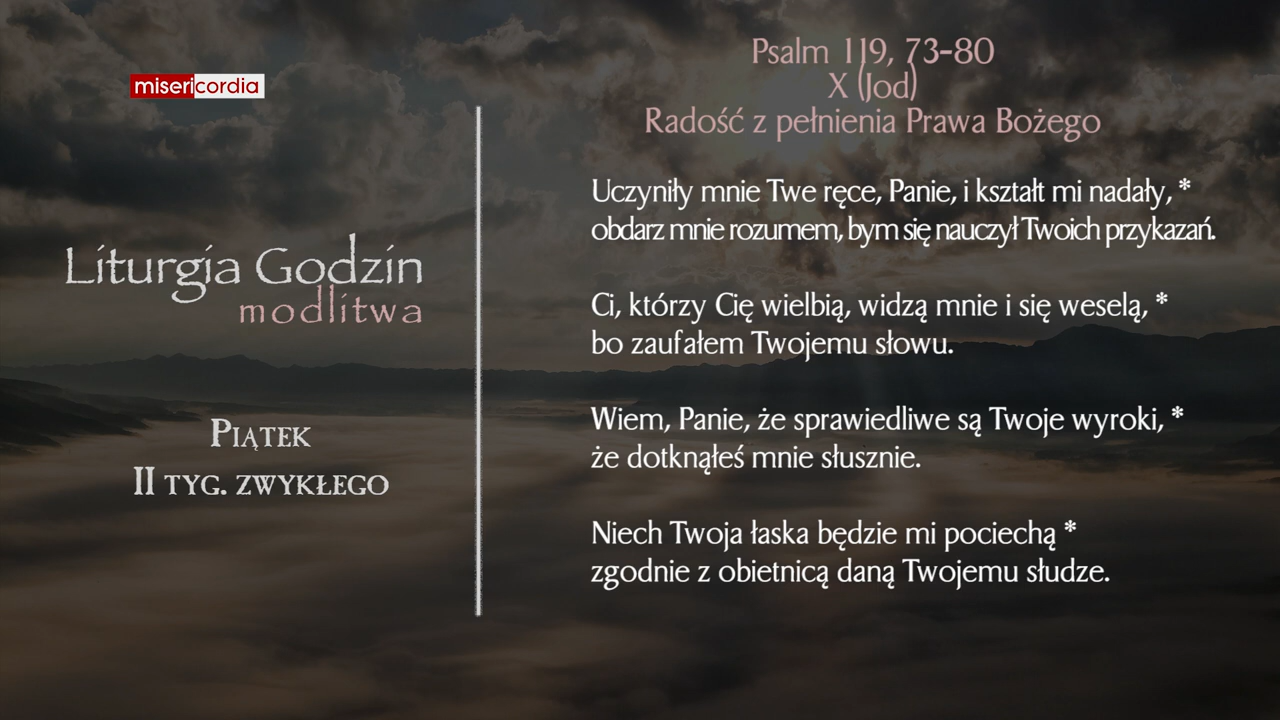 misericordia
Liturgia Godzin
modlitwa
Piątek
II tyg. zwykłego
Psalm 119, 73-80
X (Jod)
Radość z pełnienia Prawa Bożego
Uczyniły mnie Twe ręce, Panie, i kształt mi nadały, *
obdarz mnie rozumem, bym się nauczył Twoich przykazań.
Ci, którzy Cię wielbią, widzą mnie i się weselą, *
bo zaufałem Twojemu słowu.
Wiem, Panie, że sprawiedliwe są Twoje wyroki, *
że dotknąłeś mnie słusznie.
Niech Twoja łaska będzie mi pociechą *
zgodnie z obietnicą daną Twojemu słudze.